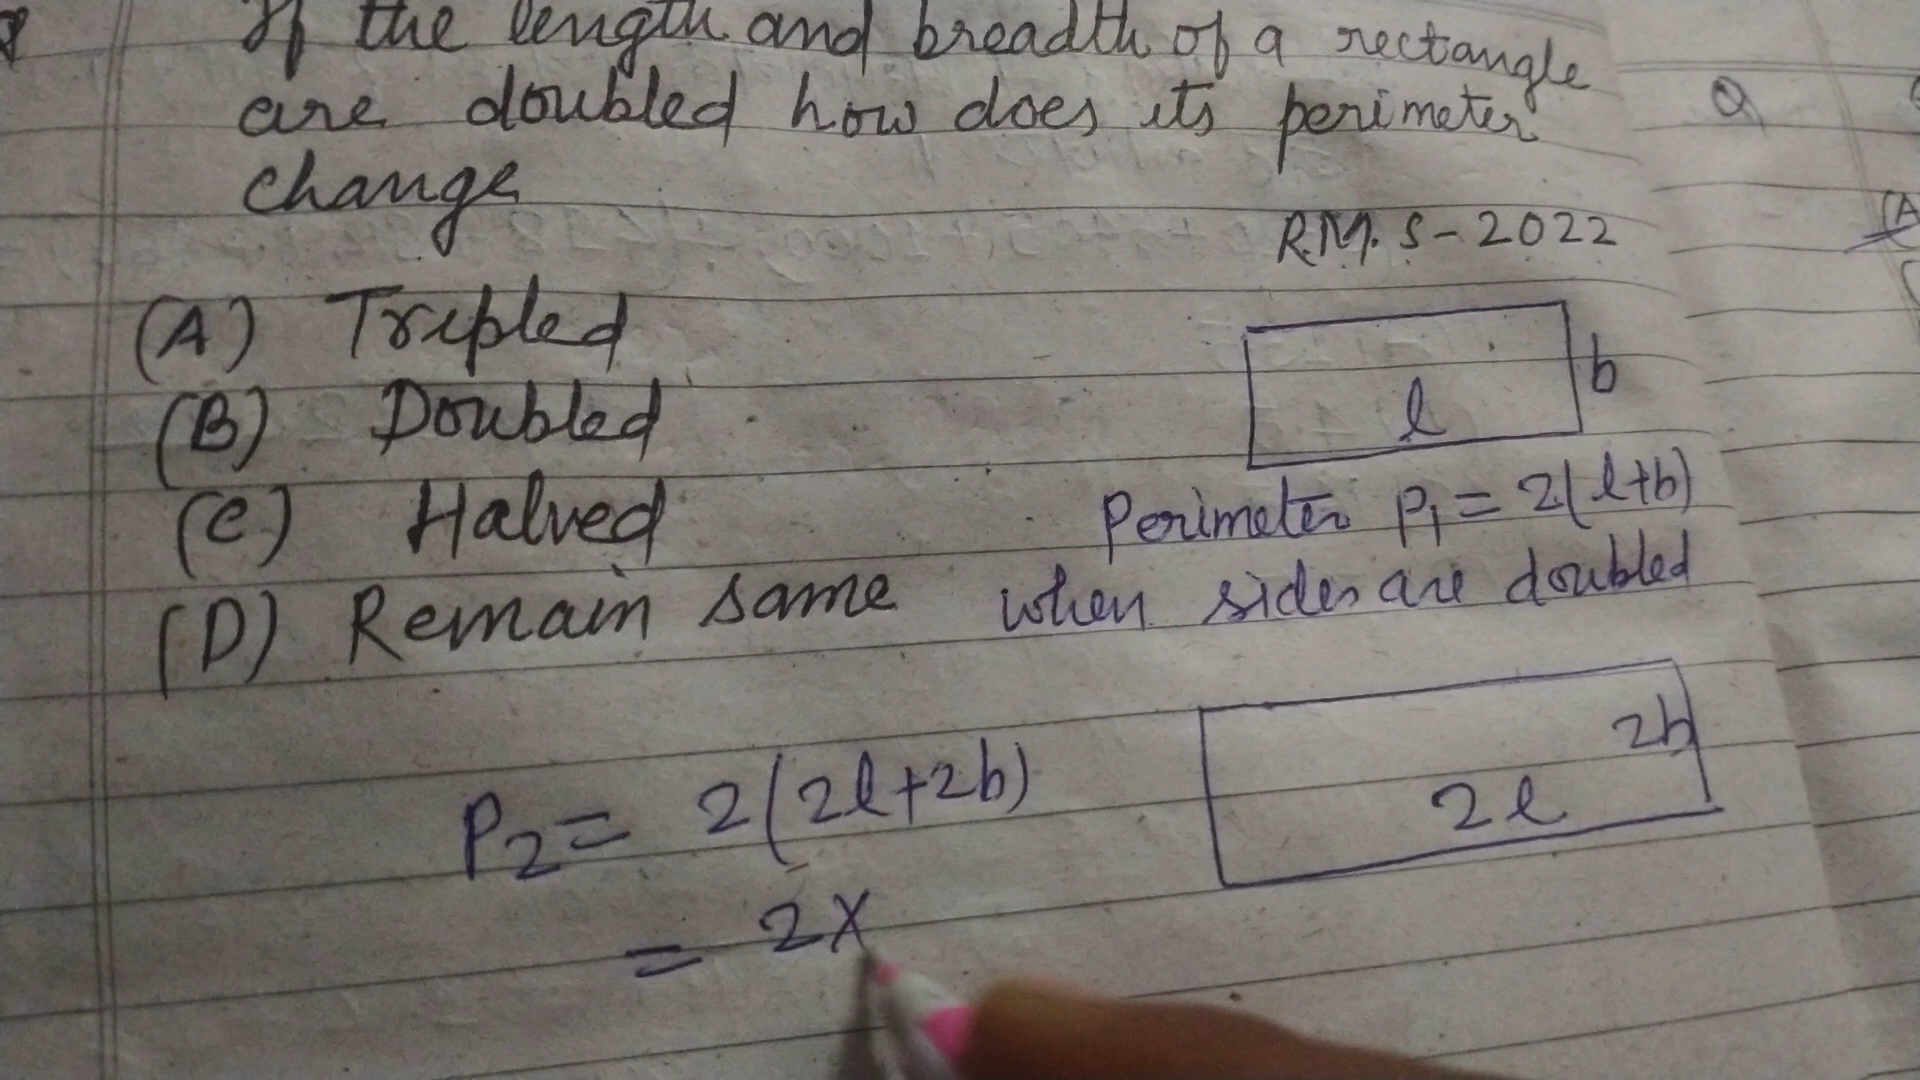 If the length and breadth of a rectangle
are doubled how does its perimeter
change
R.M.S-2022
(A) Tripled
(B) Doubled
(C) Halved
(D) Remain same
b
l
Perimeter P₁ = 2(l+b)
when sides are doubled
2b
2l
P₂ = 2(2l+2b)
= 2x
Q
(A